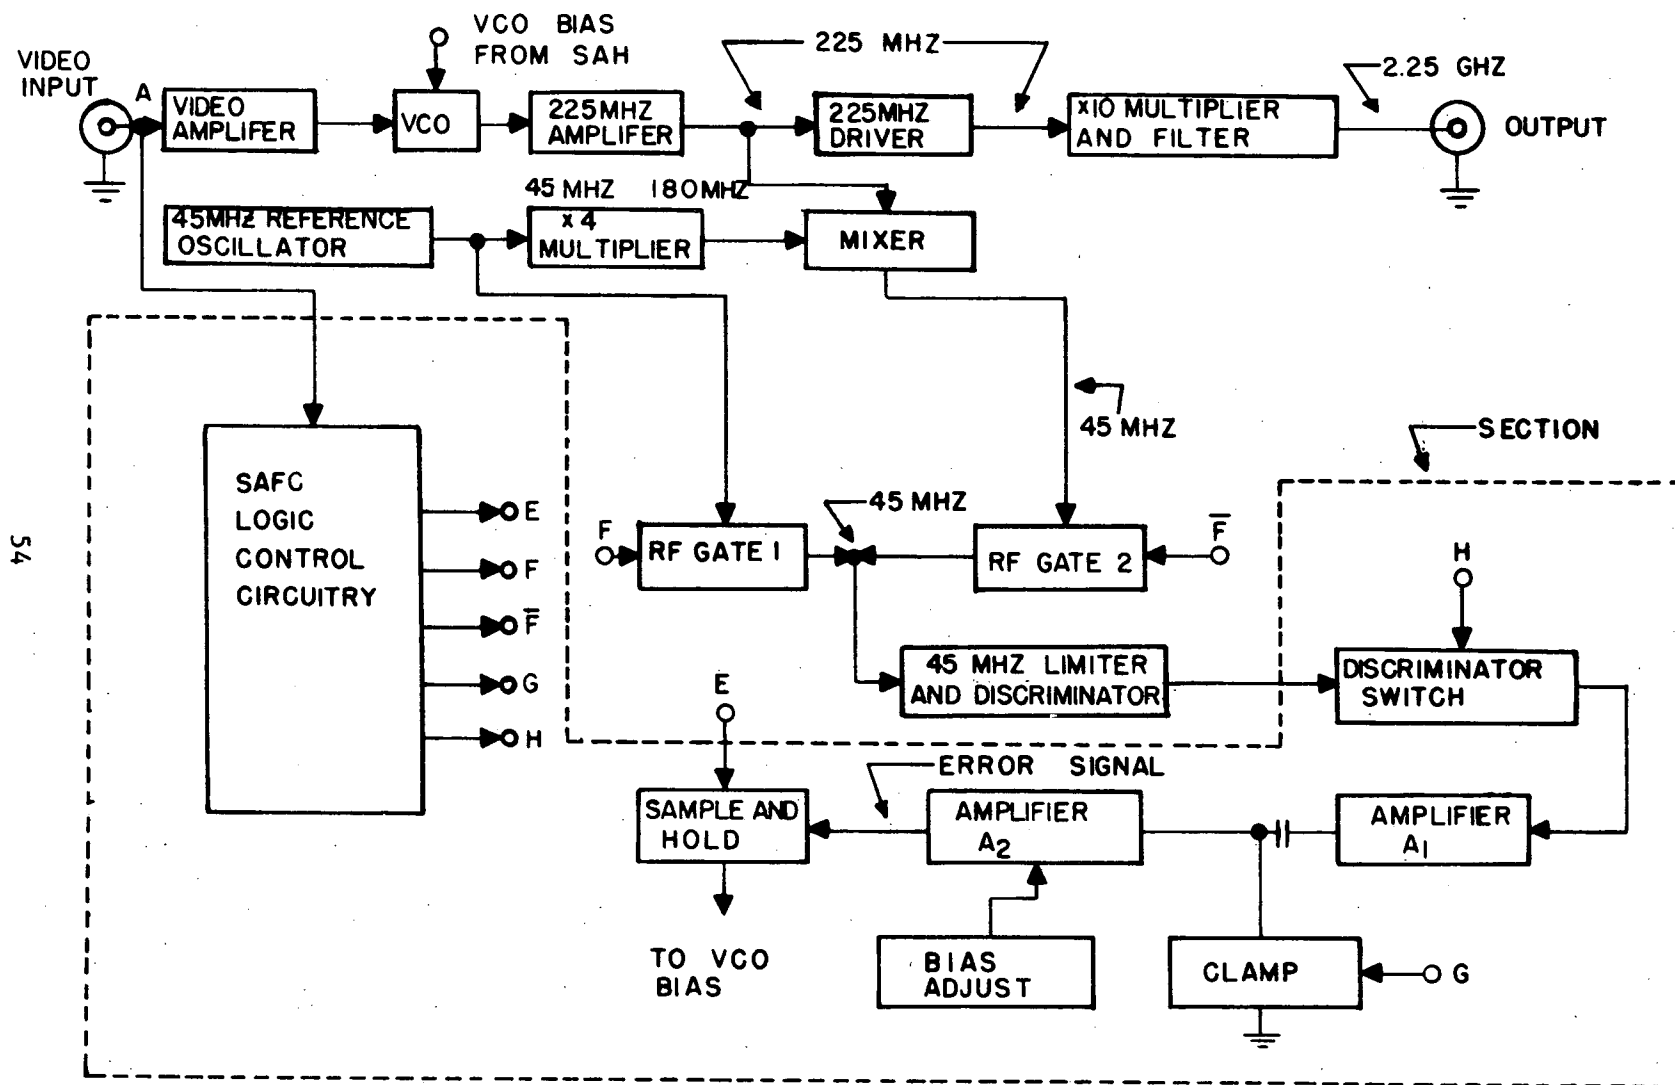 VCO BIAS
FROM SAH
225 MHZ
2.25 GHZ
VIDEO
INPUT
A
VIDEO
AMPLIFER
VCO
225MHZ
AMPLIFER
225MHZ
DRIVER
x10 MULTIPLIER
AND FILTER
OUTPUT
45 MHZ 180MHZ
45MHZ REFERENCE
OSCILLATOR
x4
MULTIPLIER
MIXER
45 MHZ
SECTION
SAFC
LOGIC
CONTROL
CIRCUITRY
E
F
F̅
G
H
45 MHZ
F
RF GATE 1
RF GATE 2
F̅
H
45 MHZ LIMITER
AND DISCRIMINATOR
DISCRIMINATOR
SWITCH
E
ERROR SIGNAL
SAMPLE AND
HOLD
AMPLIFIER
A2
AMPLIFIER
A1
TO VCO
BIAS
BIAS
ADJUST
CLAMP
G
54